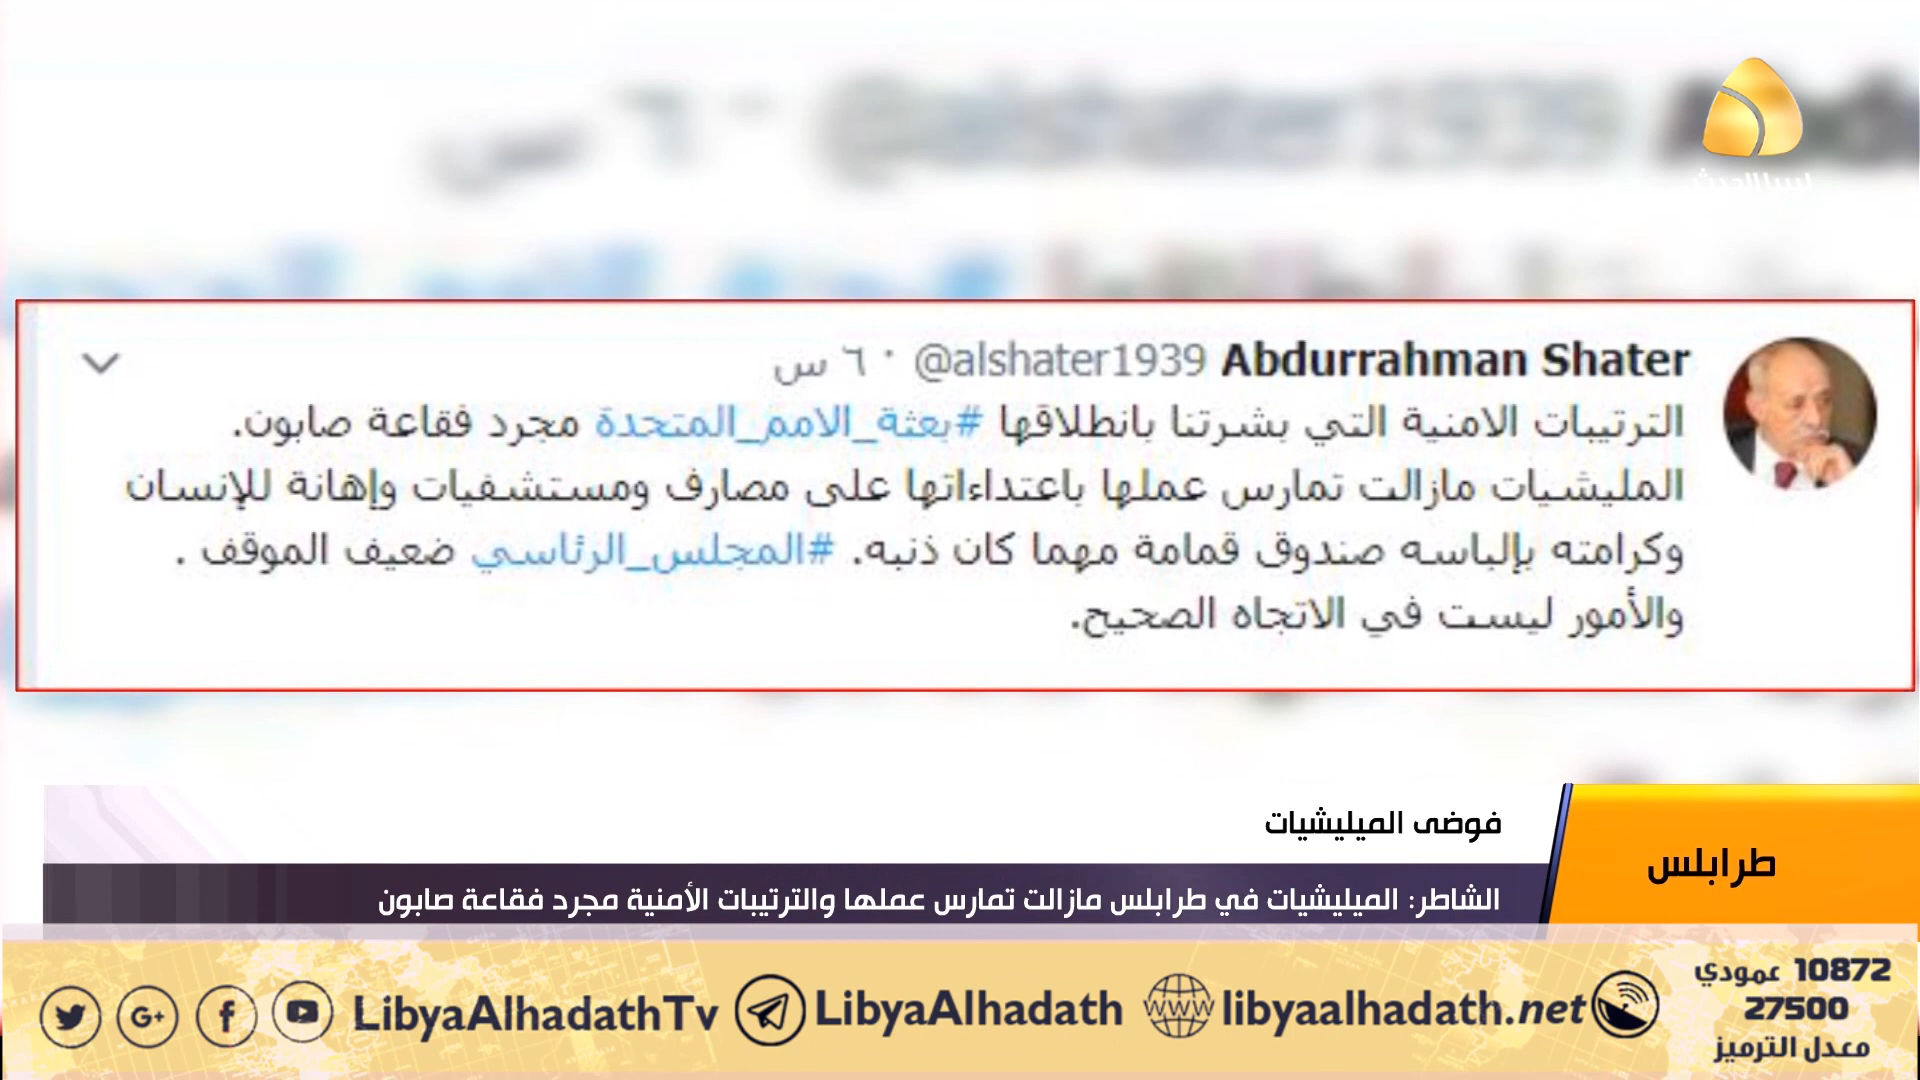 ليبيا الحدث
Abdurrahman Shater @alshater1939 · ٦ س
الترتيبات الامنية التي بشرتنا بانطلاقها #بعثة_الامم_المتحدة مجرد فقاعة صابون.
المليشيات مازالت تمارس عملها باعتداءاتها على مصارف ومستشفيات وإهانة للإنسان
وكرامته بإلباسه صندوق قمامة مهما كان ذنبه. #المجلس_الرئاسي ضعيف الموقف .
والأمور ليست في الاتجاه الصحيح.
طرابلس
فوضى الميليشيات
الشاطر: الميليشيات في طرابلس مازالت تمارس عملها والترتيبات الأمنية مجرد فقاعة صابون
LibyaAlhadathTv LibyaAlhadath libyaalhadath.net
10872 عمودي
27500
معدل الترميز